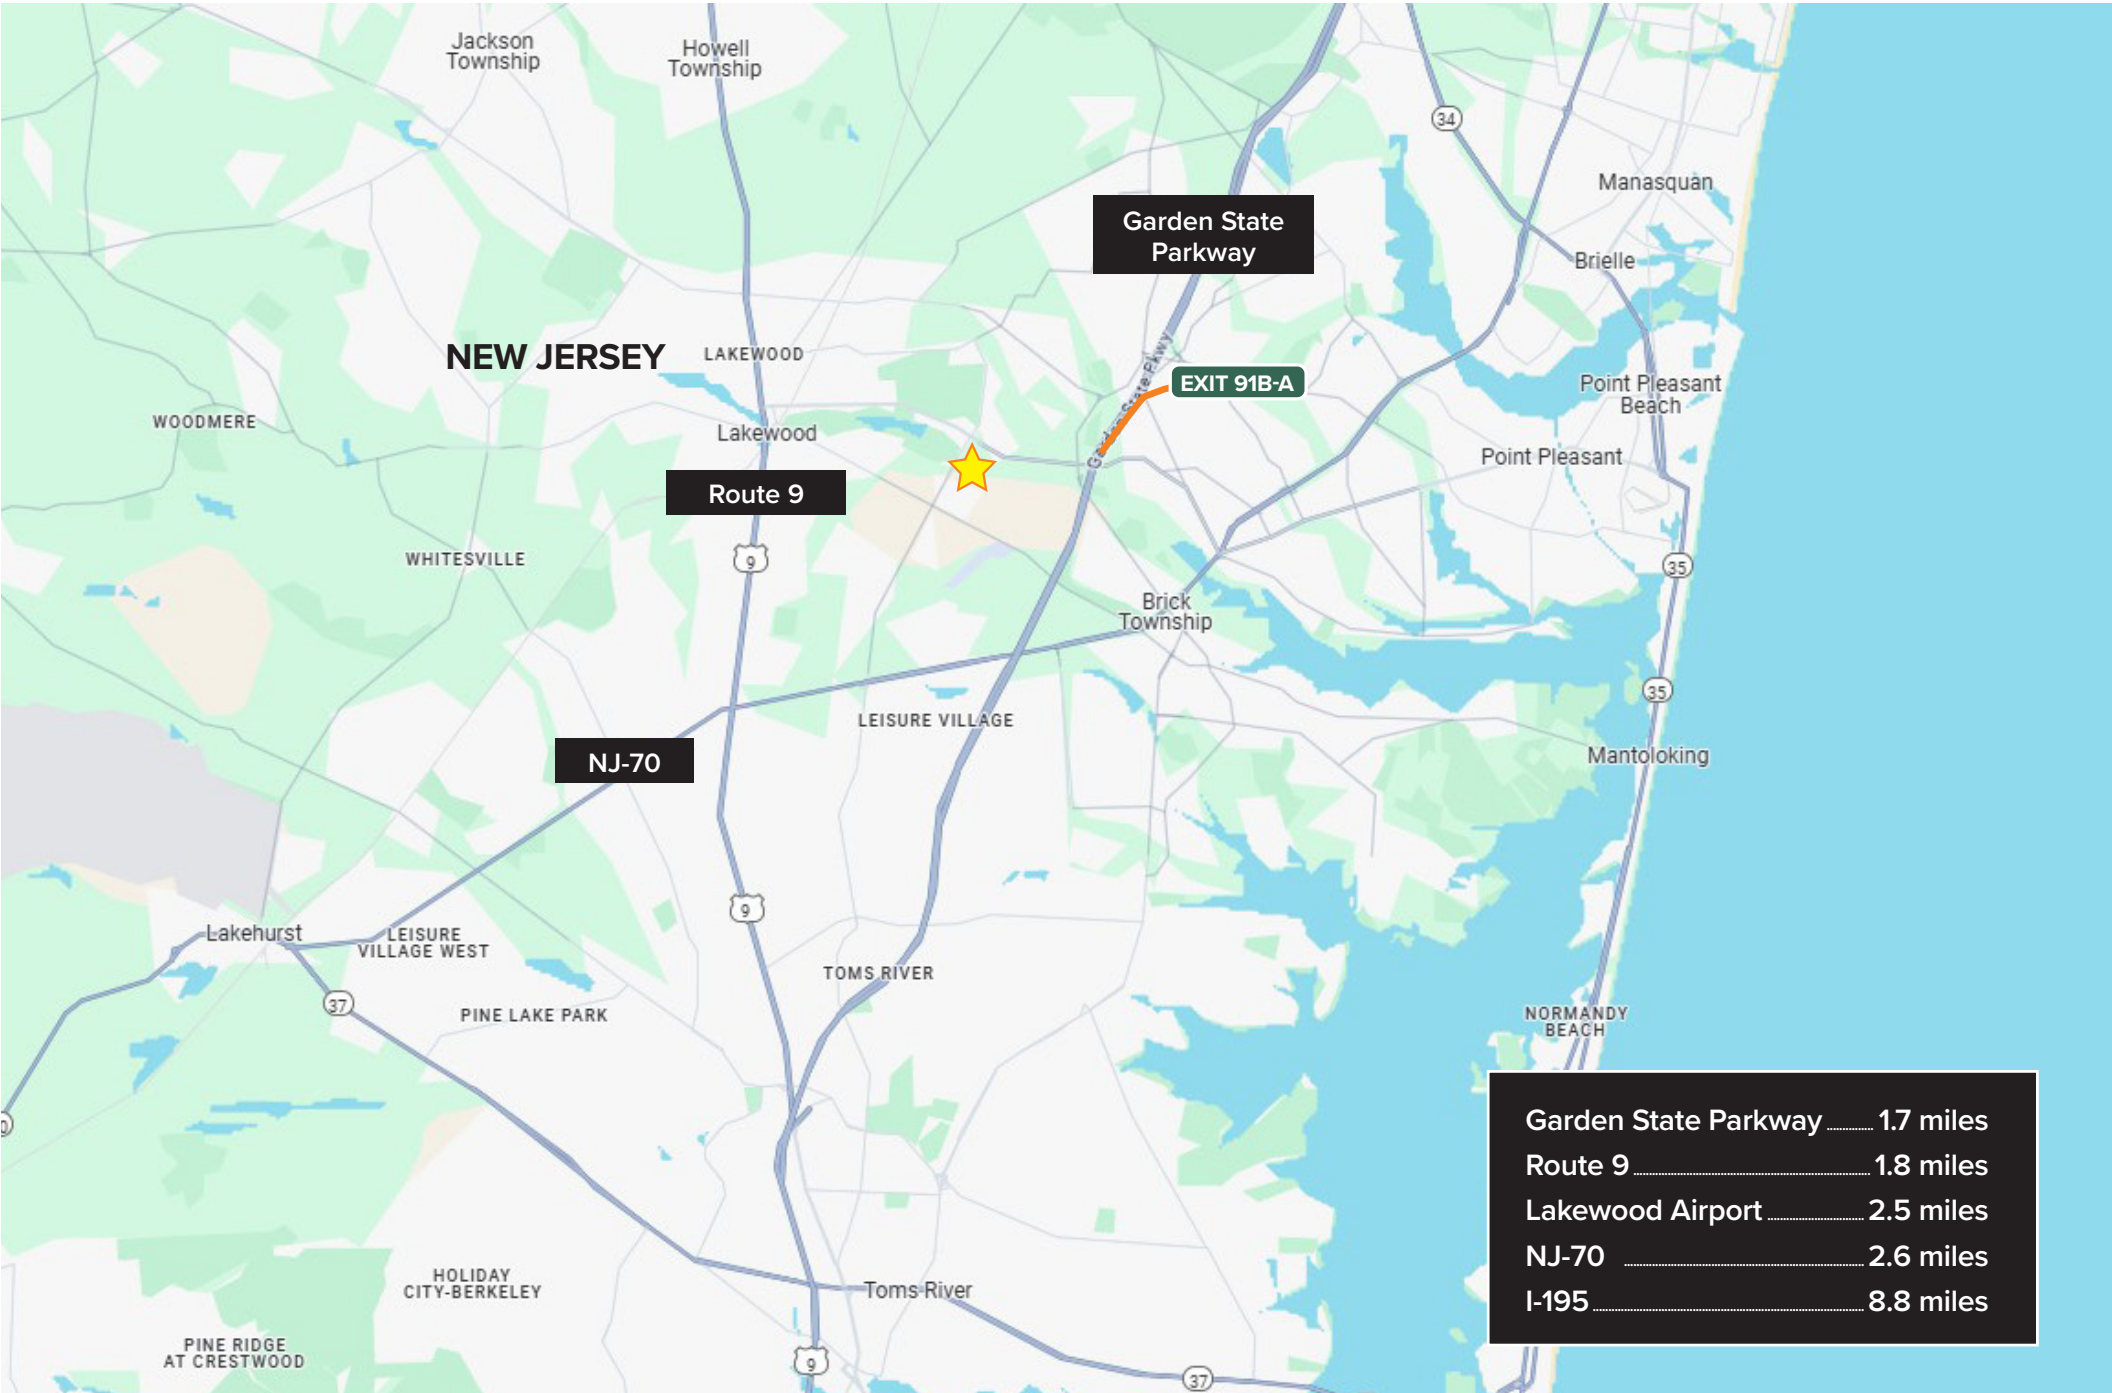 Jackson
Township
Howell
Township
34
Manasquan
Garden State
Parkway
Brielle
NEW JERSEY
LAKEWOOD
Garden State Pkwy
EXIT 91B-A
Point Pleasant
Beach
WOODMERE
Lakewood
Point Pleasant
Route 9
WHITESVILLE
9
35
Brick
Township
35
LEISURE VILLAGE
NJ-70
Mantoloking
9
Lakehurst
LEISURE
VILLAGE WEST
TOMS RIVER
37
PINE LAKE PARK
NORMANDY
BEACH
Garden State Parkway 1.7 miles
Route 9 1.8 miles
Lakewood Airport 2.5 miles
NJ-70 2.6 miles
I-195 8.8 miles
HOLIDAY
CITY-BERKELEY
Toms River
PINE RIDGE
AT CRESTWOOD
9
37